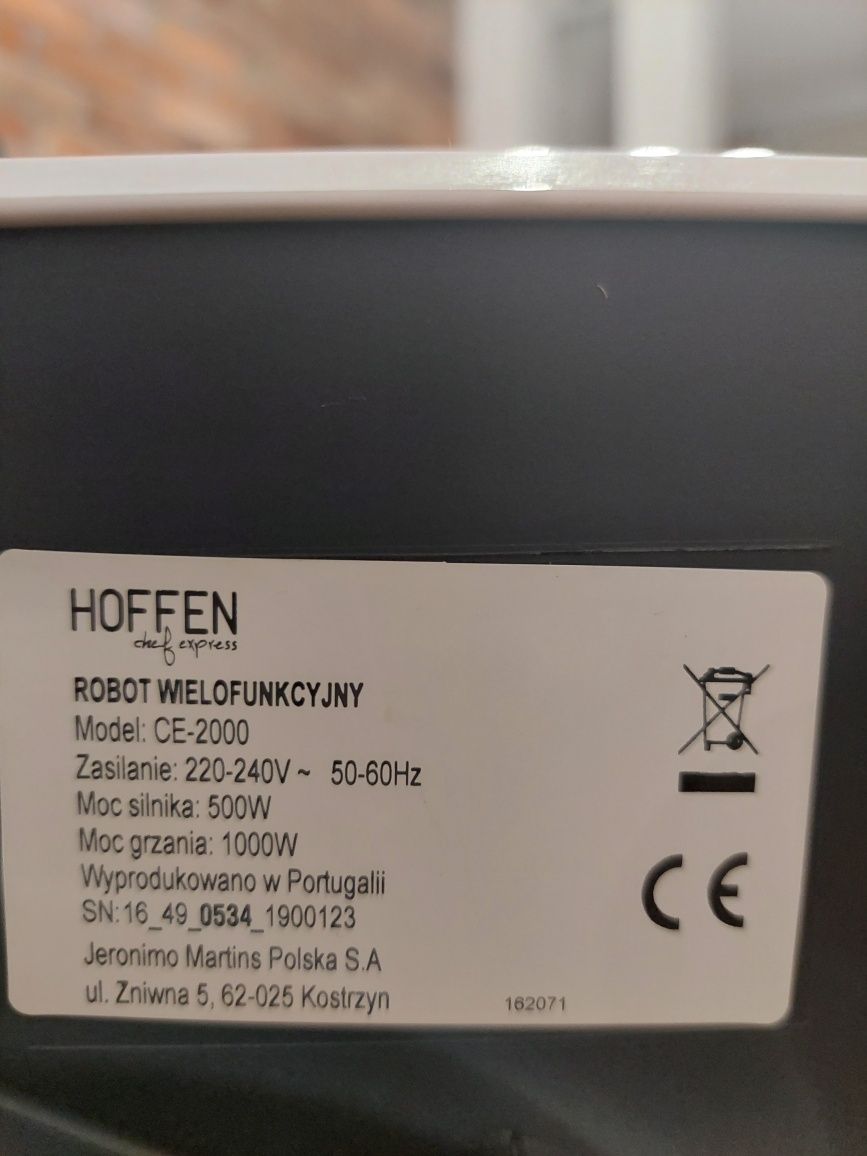 HOFFEN
chef express
ROBOT WIELOFUNKCYJNY
Model: CE-2000
Zasilanie: 220-240V ~ 50-60Hz
Moc silnika: 500W
Moc grzania: 1000W
Wyprodukowano w Portugalii
SN:16_49_0534_1900123
Jeronimo Martins Polska S.A
ul. Żniwna 5, 62-025 Kostrzyn
162071
CE